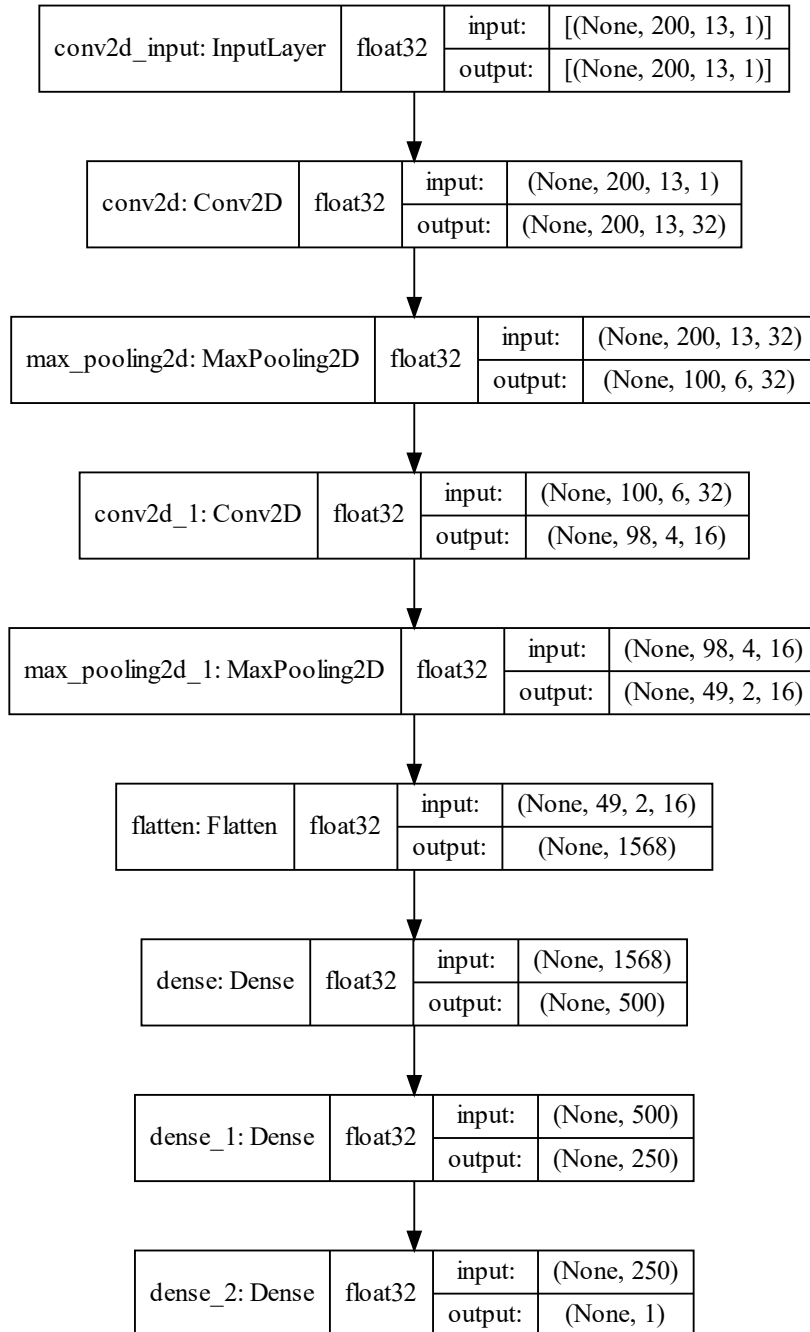 conv2d_input: InputLayer float32 input: [(None, 200, 13, 1)]
output: [(None, 200, 13, 1)]
conv2d: Conv2D float32 input: (None, 200, 13, 1)
output: (None, 200, 13, 32)
max_pooling2d: MaxPooling2D float32 input: (None, 200, 13, 32)
output: (None, 100, 6, 32)
conv2d_1: Conv2D float32 input: (None, 100, 6, 32)
output: (None, 98, 4, 16)
max_pooling2d_1: MaxPooling2D float32 input: (None, 98, 4, 16)
output: (None, 49, 2, 16)
flatten: Flatten float32 input: (None, 49, 2, 16)
output: (None, 1568)
dense: Dense float32 input: (None, 1568)
output: (None, 500)
dense_1: Dense float32 input: (None, 500)
output: (None, 250)
dense_2: Dense float32 input: (None, 250)
output: (None, 1)